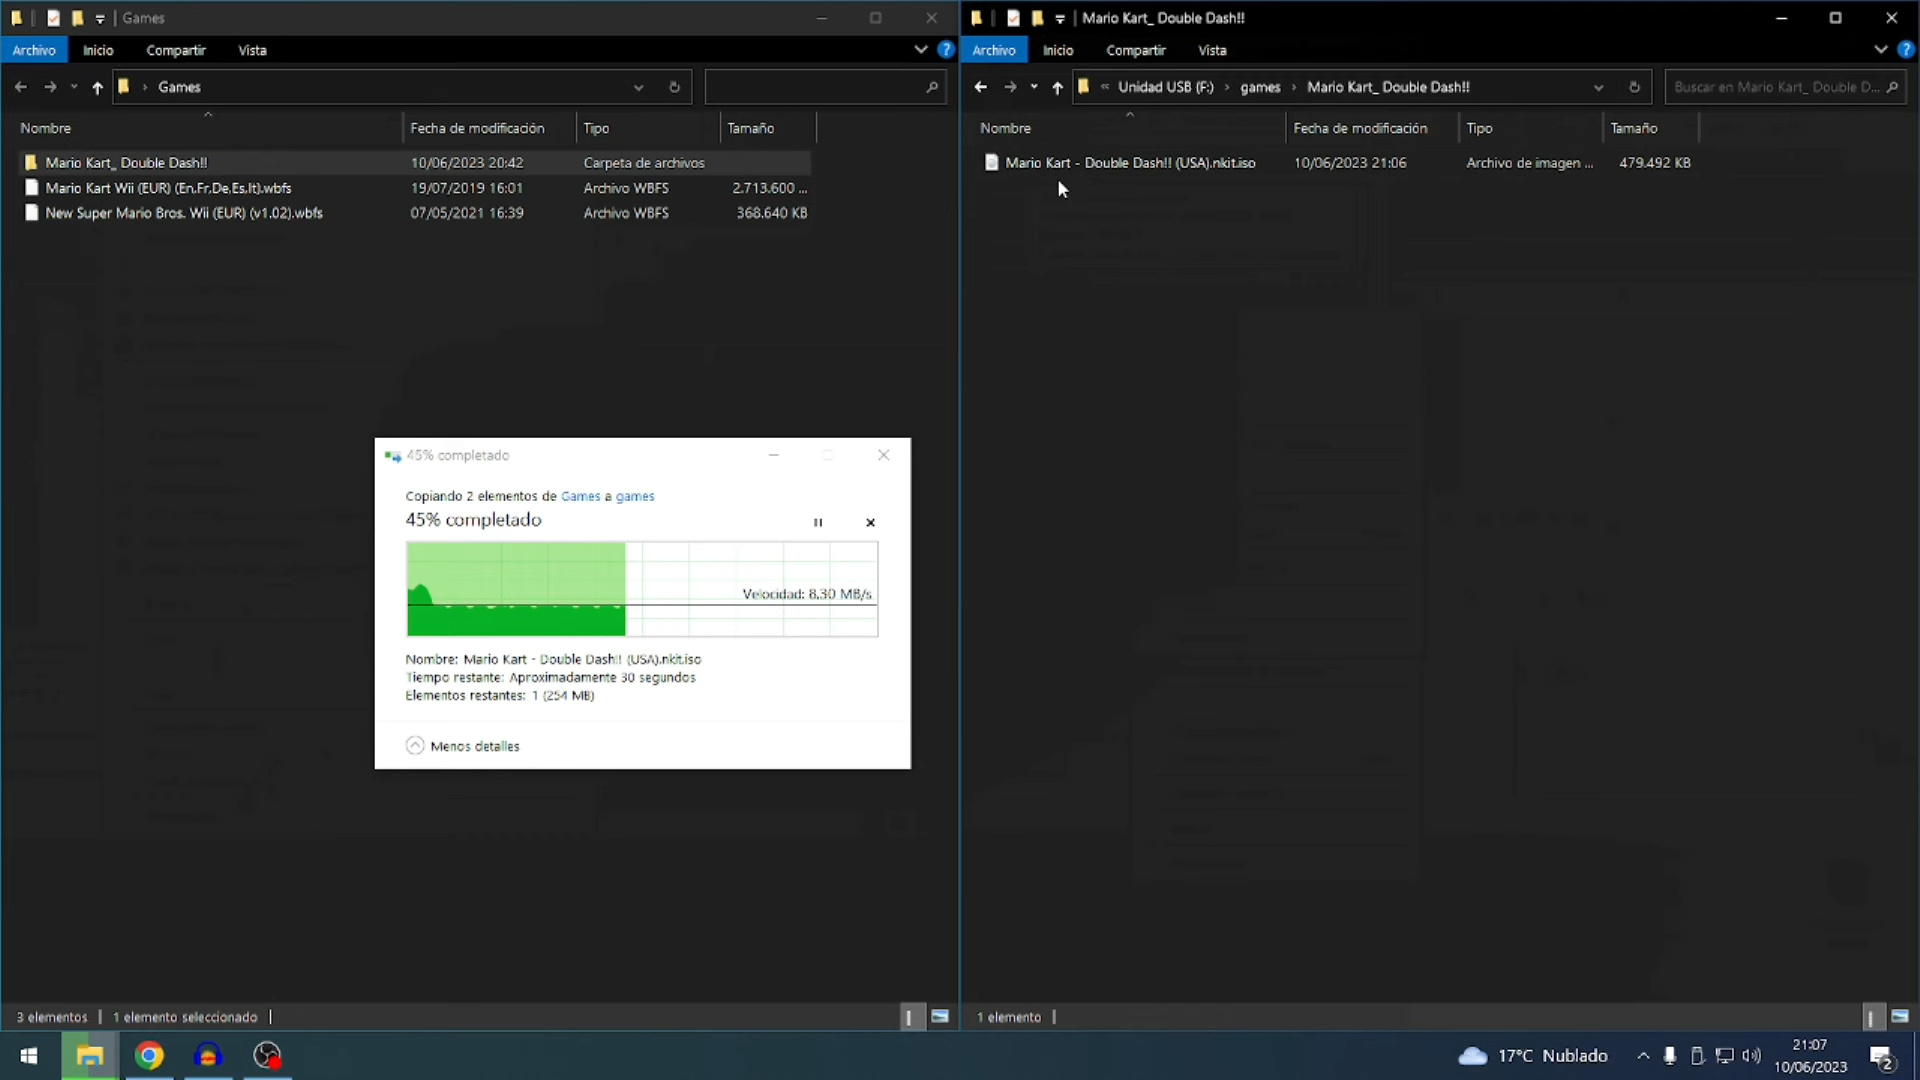 Games
Archivo Inicio Compartir Vista
Games
Nombre Fecha de modificación Tipo Tamaño
Mario Kart_ Double Dash!! 10/06/2023 20:42 Carpeta de archivos
Mario Kart Wii (EUR) (En,Fr,De,Es,It).wbfs 19/07/2019 16:01 Archivo WBFS 2.713.600 ...
New Super Mario Bros. Wii (EUR) (v1.02).wbfs 07/05/2021 16:39 Archivo WBFS 368.640 KB
45% completado
Copiando 2 elementos de Games a games
45% completado
Velocidad: 8,30 MB/s
Nombre: Mario Kart - Double Dash!! (USA).nkit.iso
Tiempo restante: Aproximadamente 30 segundos
Elementos restantes: 1 (254 MB)
Menos detalles
3 elementos 1 elemento seleccionado
Mario Kart_ Double Dash!!
Archivo Inicio Compartir Vista
« Unidad USB (F:) › games › Mario Kart_ Double Dash!!
Buscar en Mario Kart_ Double D...
Nombre Fecha de modificación Tipo Tamaño
Mario Kart - Double Dash!! (USA).nkit.iso 10/06/2023 21:06 Archivo de imagen ... 479.492 KB
1 elemento
17°C Nublado
21:07
10/06/2023
2